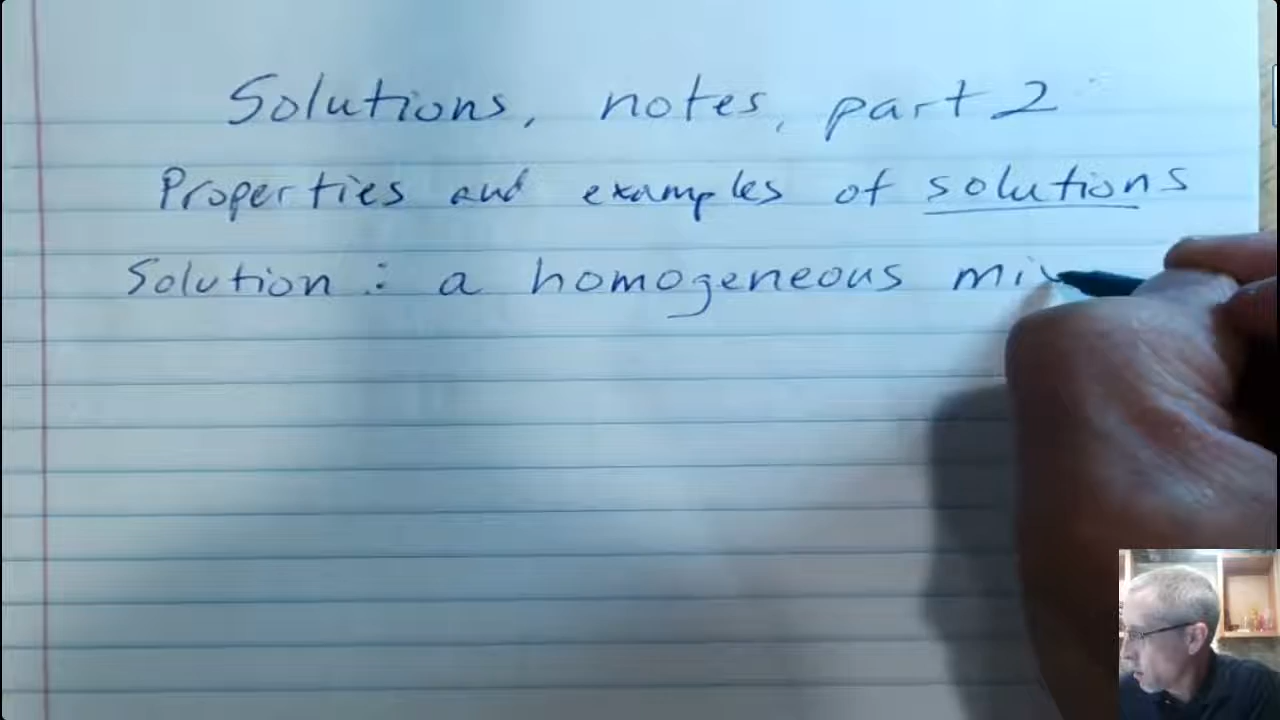 Solutions, notes, part 2
Properties and examples of solutions
Solution : a homogeneous